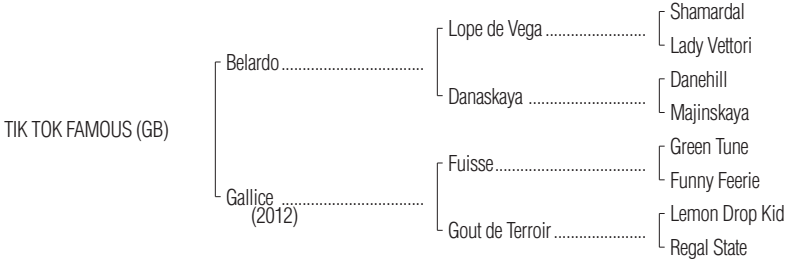 Shamardal
Lope de Vega ........................
Lady Vettori
Belardo ..................................
Danehill
Danaskaya ............................
Majinskaya
TIK TOK FAMOUS (GB)
Green Tune
Fuisse ....................................
Funny Feerie
Gallice ..................................
(2012)
Lemon Drop Kid
Gout de Terroir ......................
Regal State